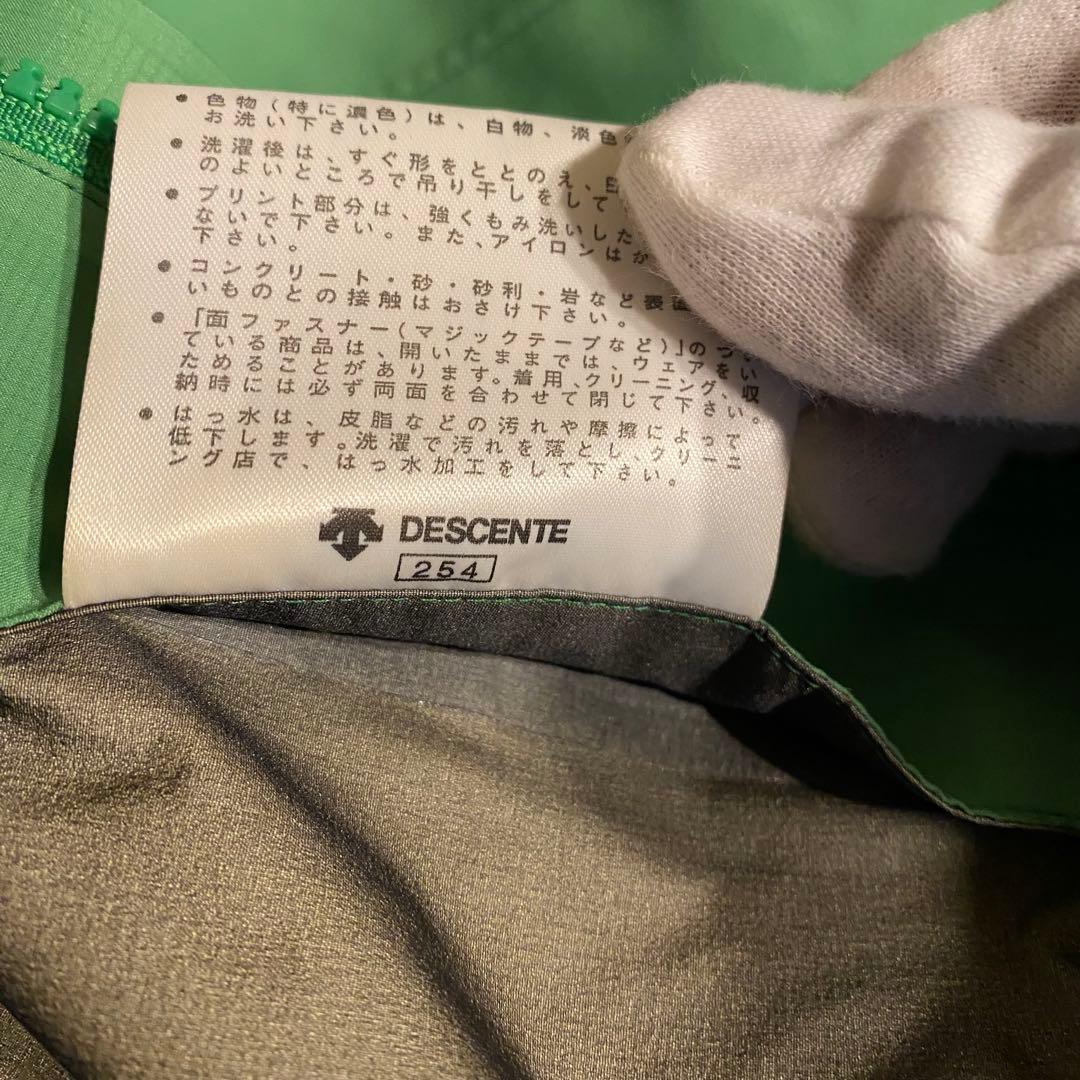 • 色物(特に濃色)は、白物、淡色の
お洗い下さい。
• 洗濯後は、すぐ形をととのえ、
のよいところで吊り干しをして
• プリント部分は、強くもみ洗いした
ないで下さい。また、アイロンはか
下さい。
• コンクリート・砂・砂利・岩など表面
いものとの接触はおさけ下さい。
• 「面ファスナー(マジックテープなど)」のつい
ている商品は、開いたままでは、ウェアをい
ためることがあります。着用、クリーニング、収
納時には必ず両面を合わせて閉じて下さい。
• はっ水は、皮脂などの汚れや摩擦によって
低下します。洗濯で汚れを落とし、クリーニ
ング店で、はっ水加工をして下さい。
DESCENTE
254